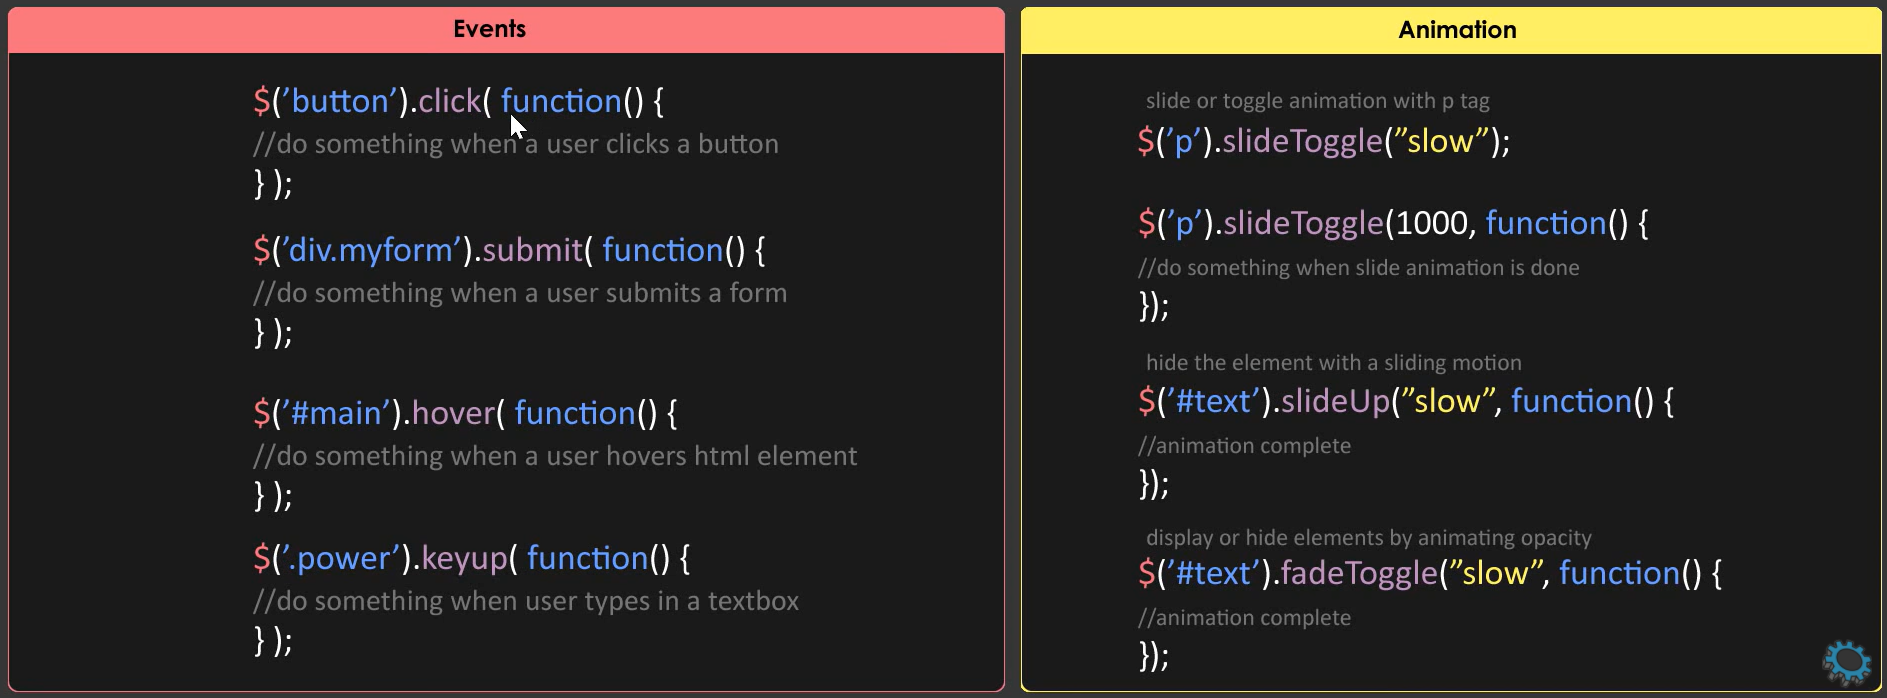 Events
$(’button’).click( function() {
//do something when a user clicks a button
} );
$(’div.myform’).submit( function() {
//do something when a user submits a form
} );
$(’#main’).hover( function() {
//do something when a user hovers html element
} );
$(’.power’).keyup( function() {
//do something when user types in a textbox
} );
Animation
slide or toggle animation with p tag
$(’p’).slideToggle(”slow”);
$(’p’).slideToggle(1000, function() {
//do something when slide animation is done
});
hide the element with a sliding motion
$(’#text’).slideUp(”slow”, function() {
//animation complete
});
display or hide elements by animating opacity
$(’#text’).fadeToggle(”slow”, function() {
//animation complete
});